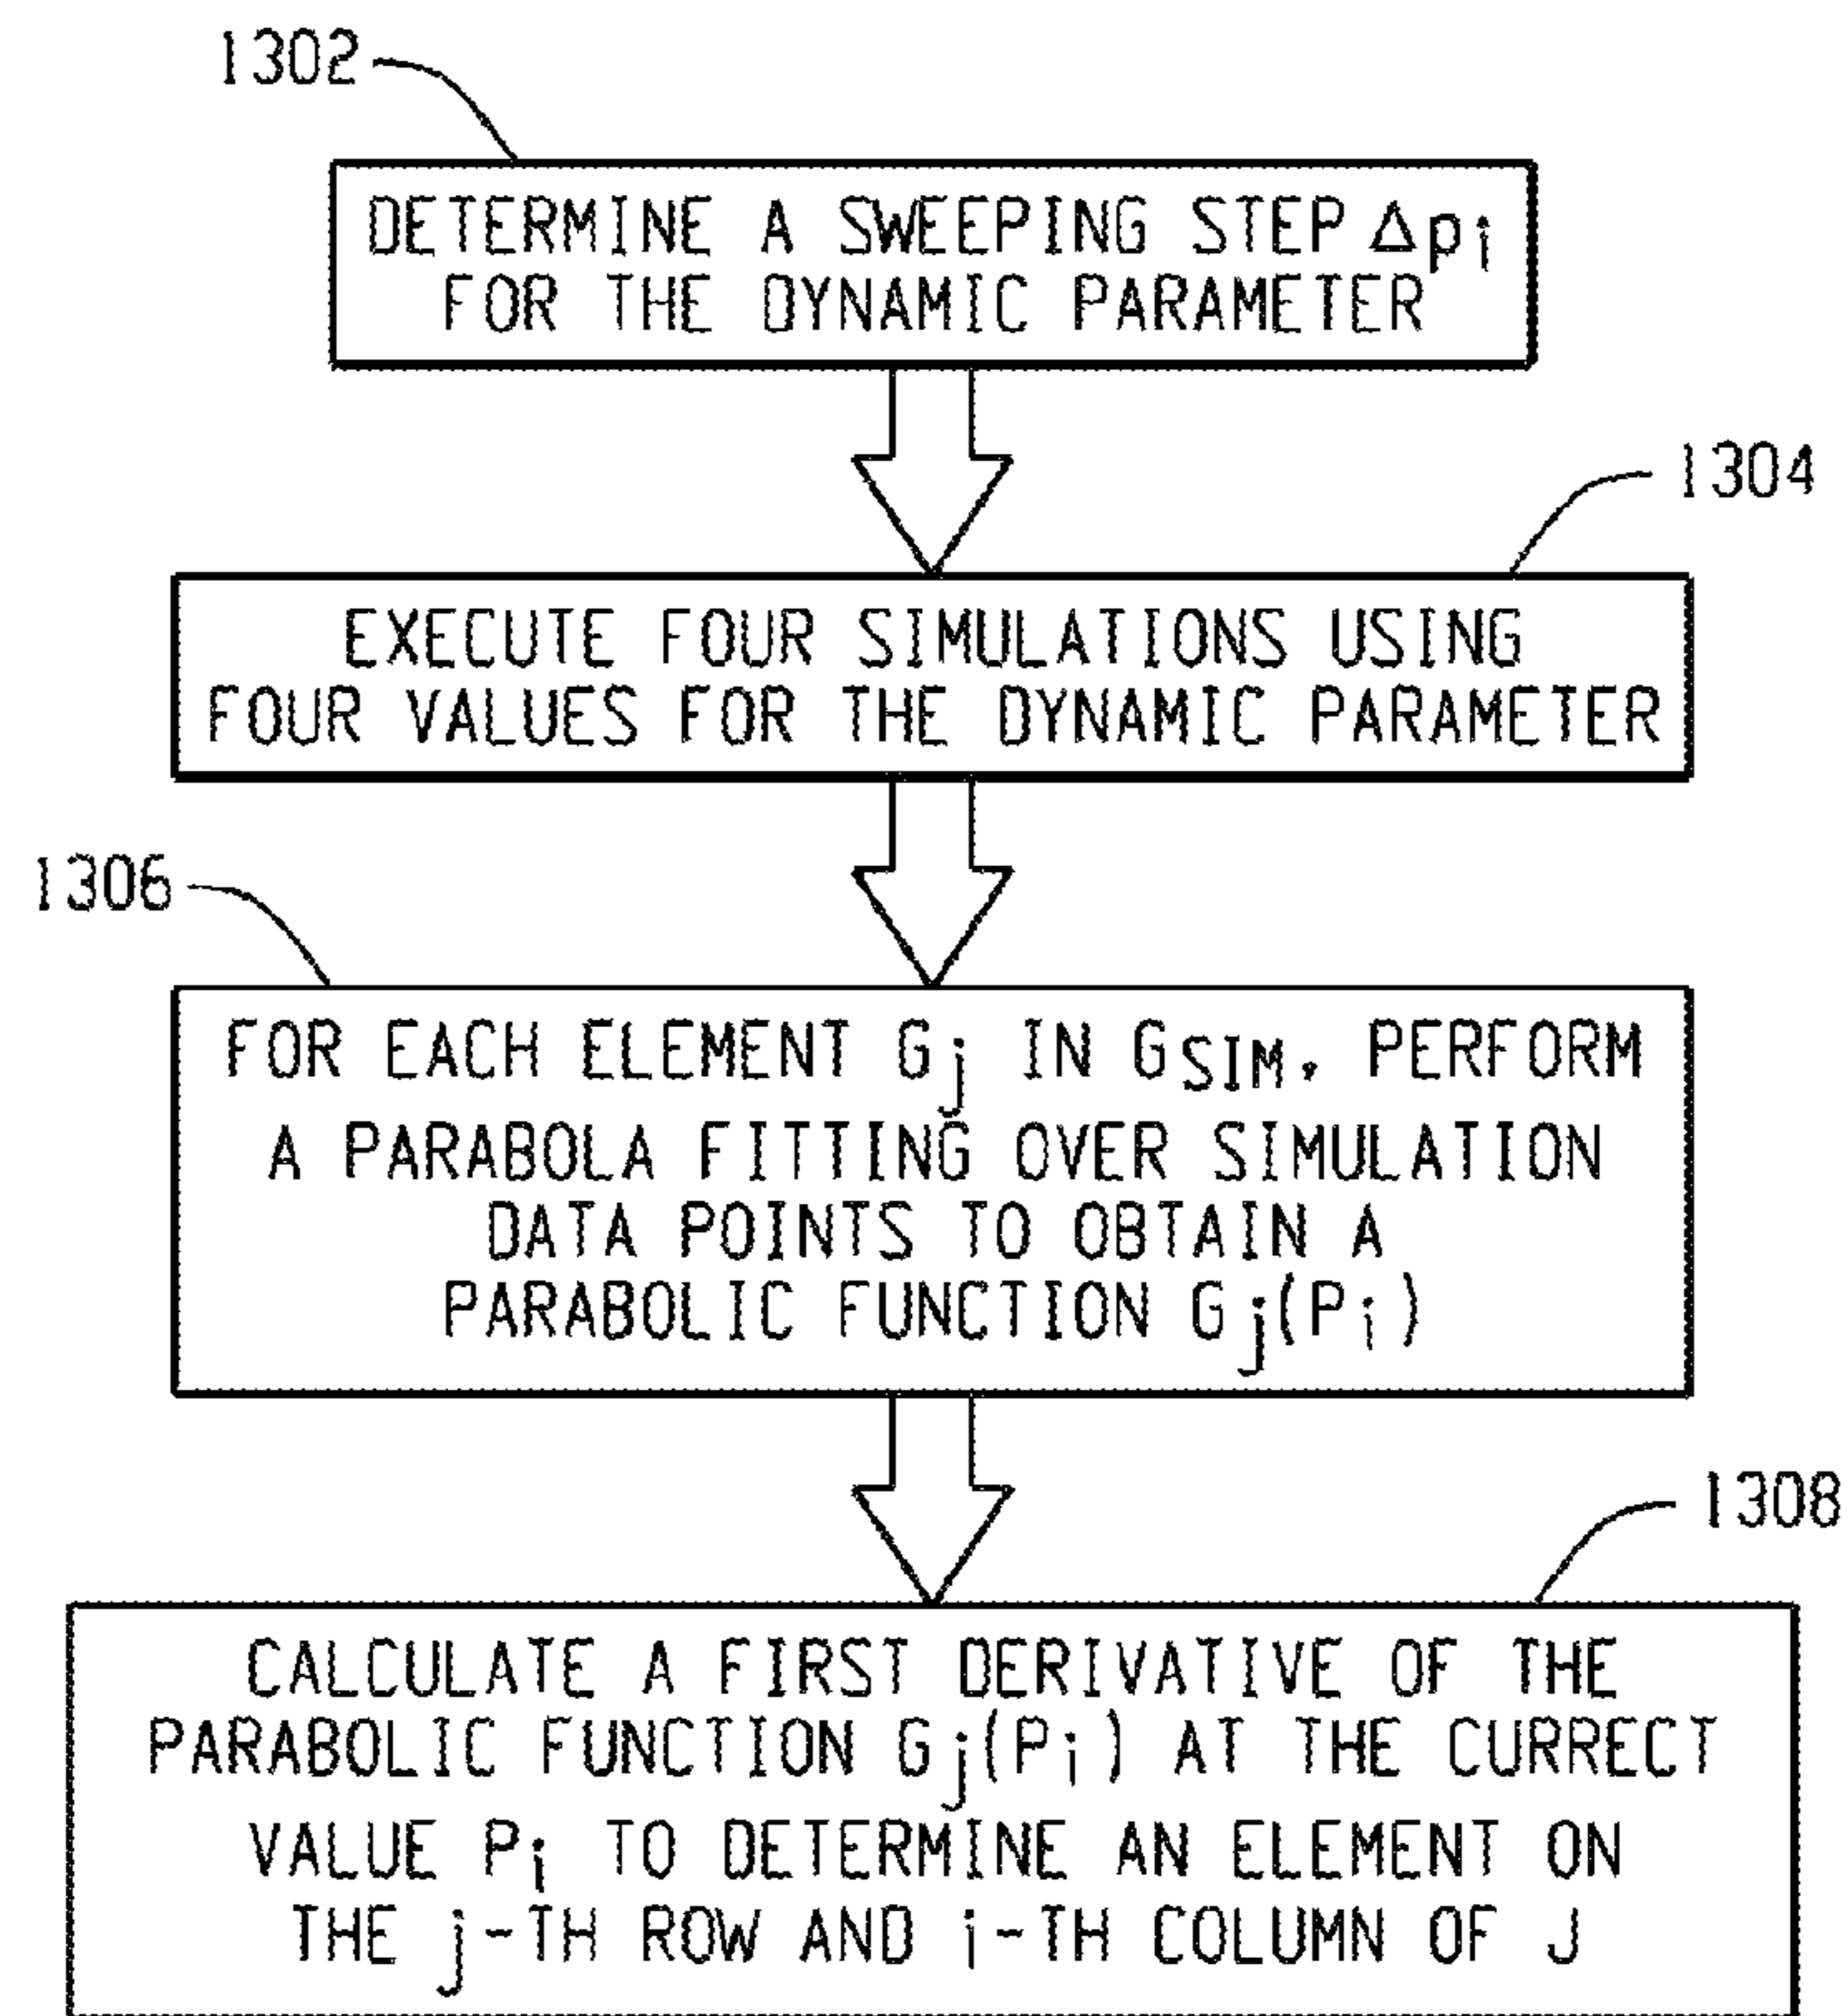 1302
DETERMINE A SWEEPING STEP Δpi
FOR THE DYNAMIC PARAMETER
1304
EXECUTE FOUR SIMULATIONS USING
FOUR VALUES FOR THE DYNAMIC PARAMETER
1306
FOR EACH ELEMENT Gj IN GSIM, PERFORM
A PARABOLA FITTING OVER SIMULATION
DATA POINTS TO OBTAIN A
PARABOLIC FUNCTION Gj(Pi)
1308
CALCULATE A FIRST DERIVATIVE OF THE
PARABOLIC FUNCTION Gj(Pi) AT THE CURRECT
VALUE Pi TO DETERMINE AN ELEMENT ON
THE j-TH ROW AND i-TH COLUMN OF J